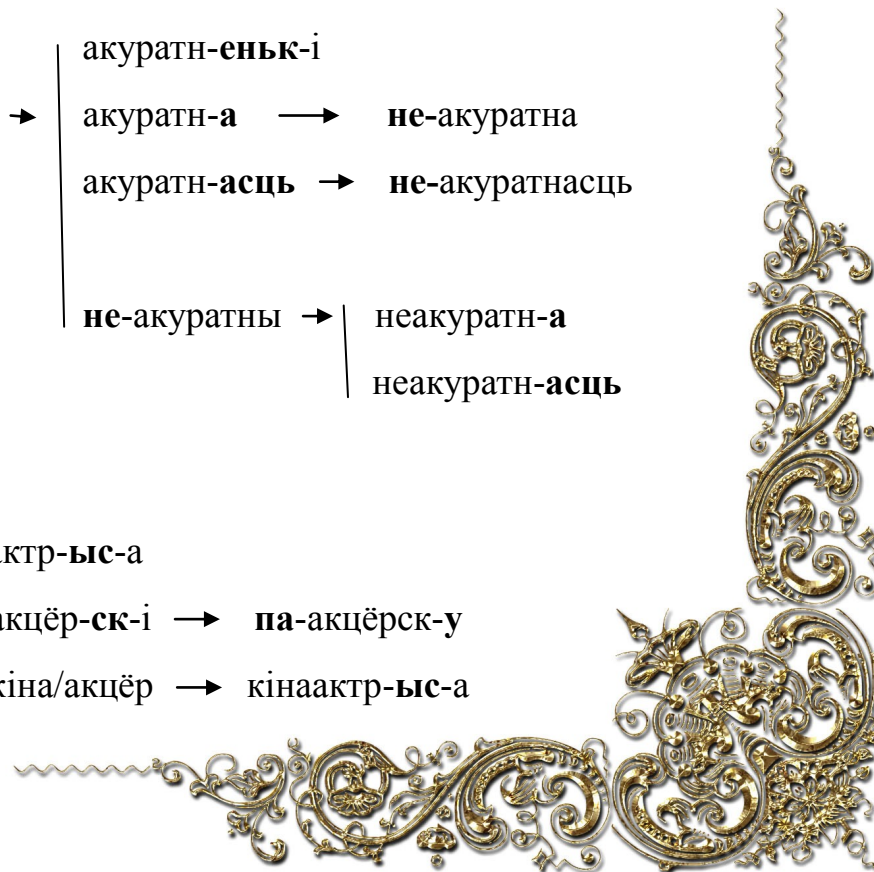 акуратн-еньк-і
→ акуратн-а → не-акуратна
акуратн-асць → не-акуратнасць
не-акуратны → неакуратн-а
неакуратн-асць
ктр-ыс-а
акцёр-ск-і → па-акцёрск-у
кіна/акцёр → кінаактр-ыс-а